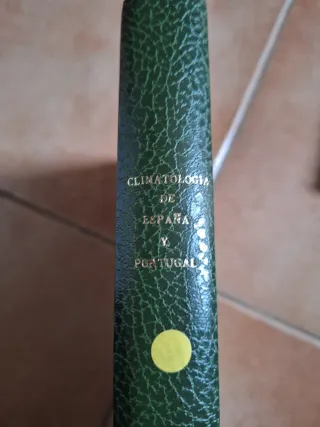 CLIMATOLOGIA
DE
ESPAÑA
Y
PORTUGAL